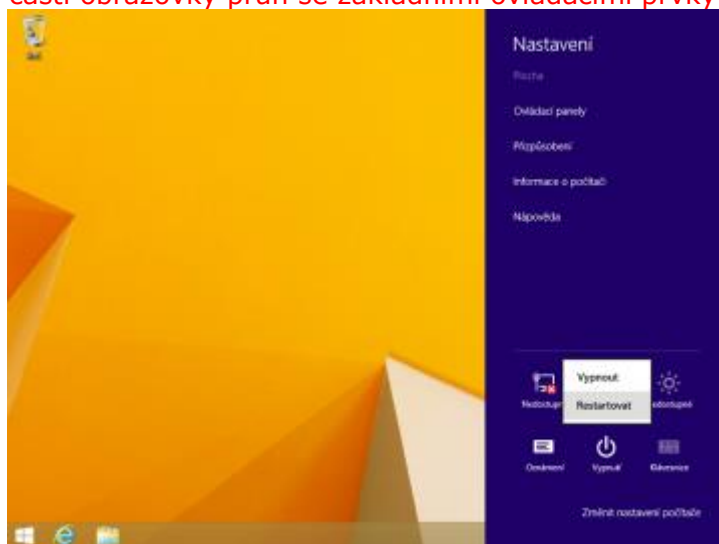 části obrazovky pruh se základními ovládacími prvky
Nastavení
Plocha
Ovládací panely
Přizpůsobení
Informace o počítači
Nápověda
Vypnout
Restartovat
Oznámení Vypnutí Klávesnice
Změnit nastavení počítače